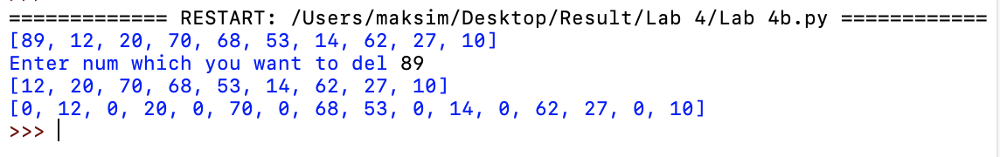 ============= RESTART: /Users/maksim/Desktop/Result/Lab 4/Lab 4b.py ============
[89, 12, 20, 70, 68, 53, 14, 62, 27, 10]
Enter num which you want to del 89
[12, 20, 70, 68, 53, 14, 62, 27, 10]
[0, 12, 0, 20, 0, 70, 0, 68, 53, 0, 14, 0, 62, 27, 0, 10]
>>>